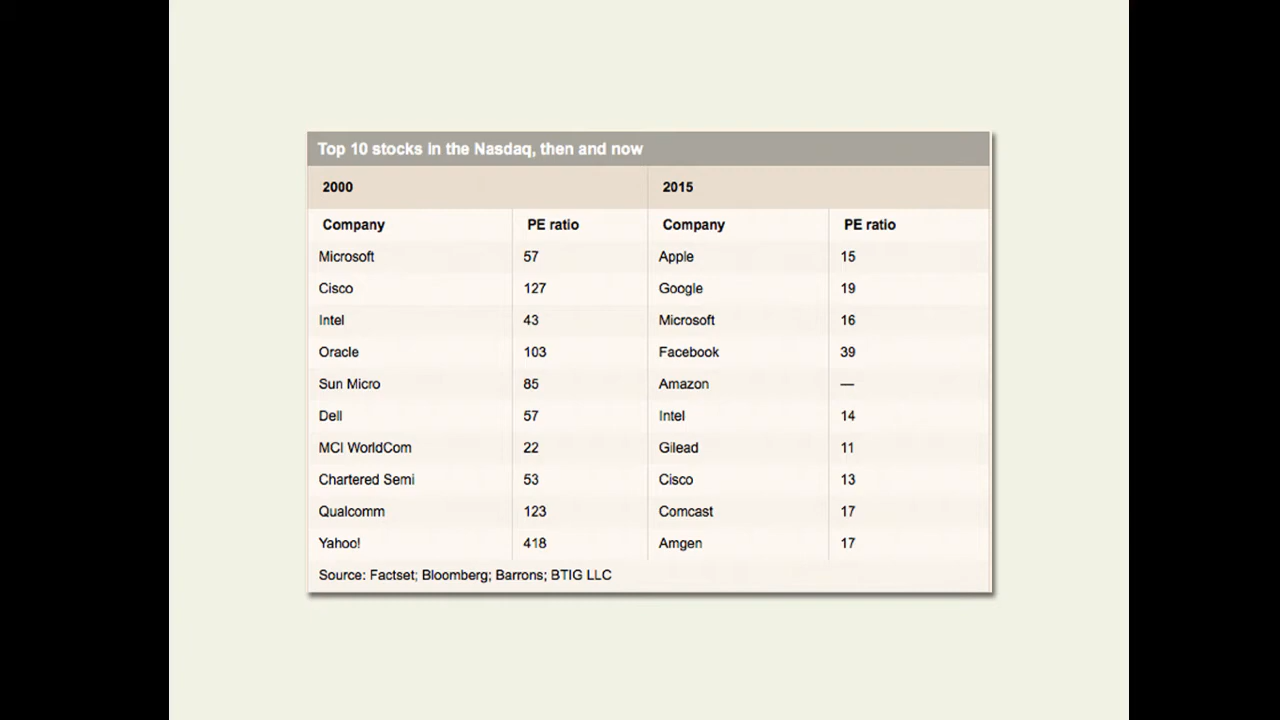 Top 10 stocks in the Nasdaq, then and now
2000 2015
Company PE ratio Company PE ratio
Microsoft 57 Apple 15
Cisco 127 Google 19
Intel 43 Microsoft 16
Oracle 103 Facebook 39
Sun Micro 85 Amazon —
Dell 57 Intel 14
MCI WorldCom 22 Gilead 11
Chartered Semi 53 Cisco 13
Qualcomm 123 Comcast 17
Yahoo! 418 Amgen 17
Source: Factset; Bloomberg; Barrons; BTIG LLC